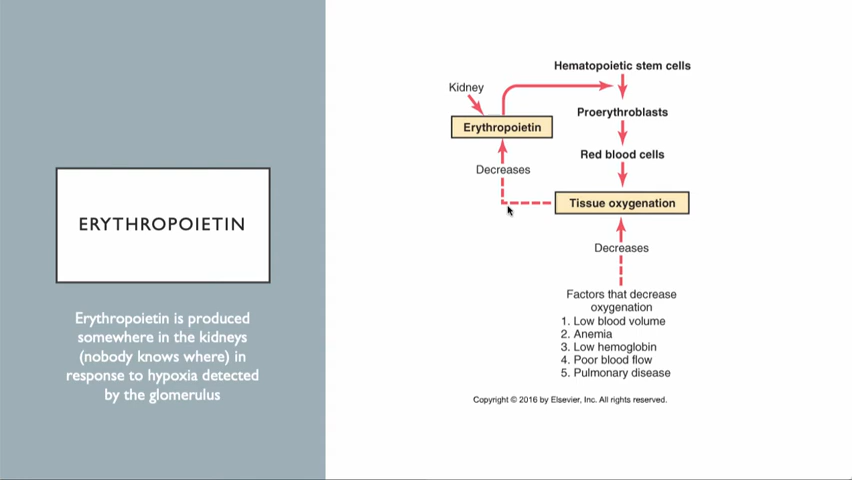 ERYTHROPOIETIN
Erythropoietin is produced
somewhere in the kidneys
(nobody knows where) in
response to hypoxia detected
by the glomerulus
Hematopoietic stem cells
Kidney
Proerythroblasts
Erythropoietin
Red blood cells
Decreases
Tissue oxygenation
Decreases
Factors that decrease
oxygenation
1. Low blood volume
2. Anemia
3. Low hemoglobin
4. Poor blood flow
5. Pulmonary disease
Copyright © 2016 by Elsevier, Inc. All rights reserved.